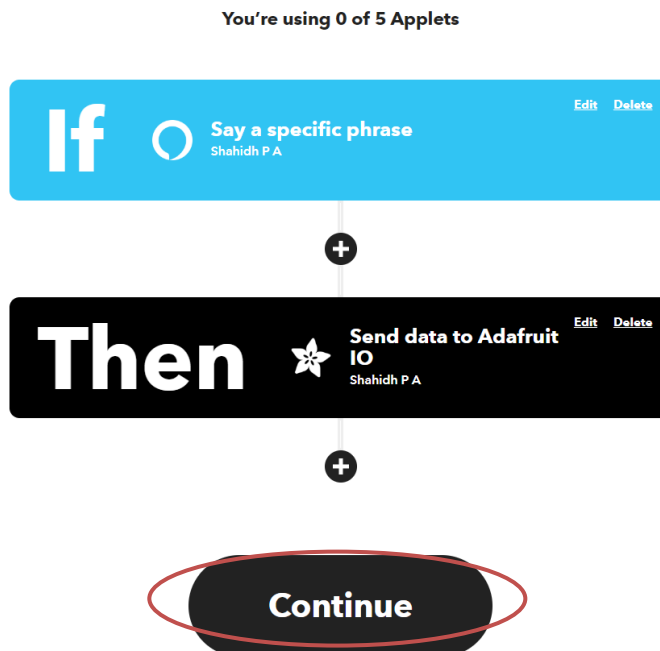 You're using 0 of 5 Applets
Edit Delete
If
Say a specific phrase
Shahidh P A
Edit Delete
Then
Send data to Adafruit
IO
Shahidh P A
Continue